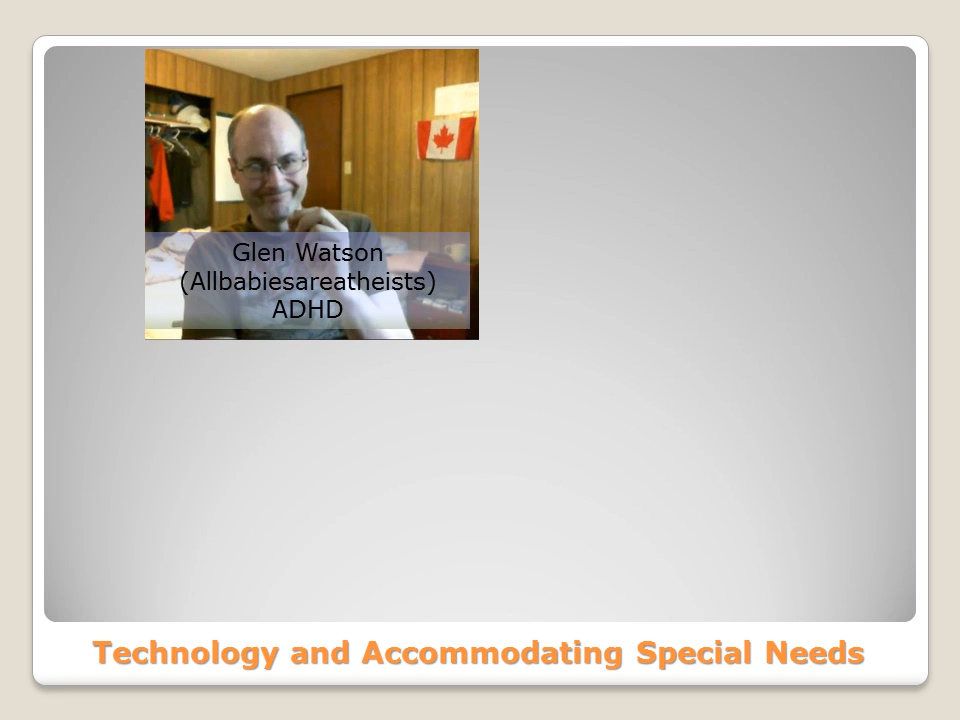 Glen Watson
(Allbabiesareatheists)
ADHD
Technology and Accommodating Special Needs